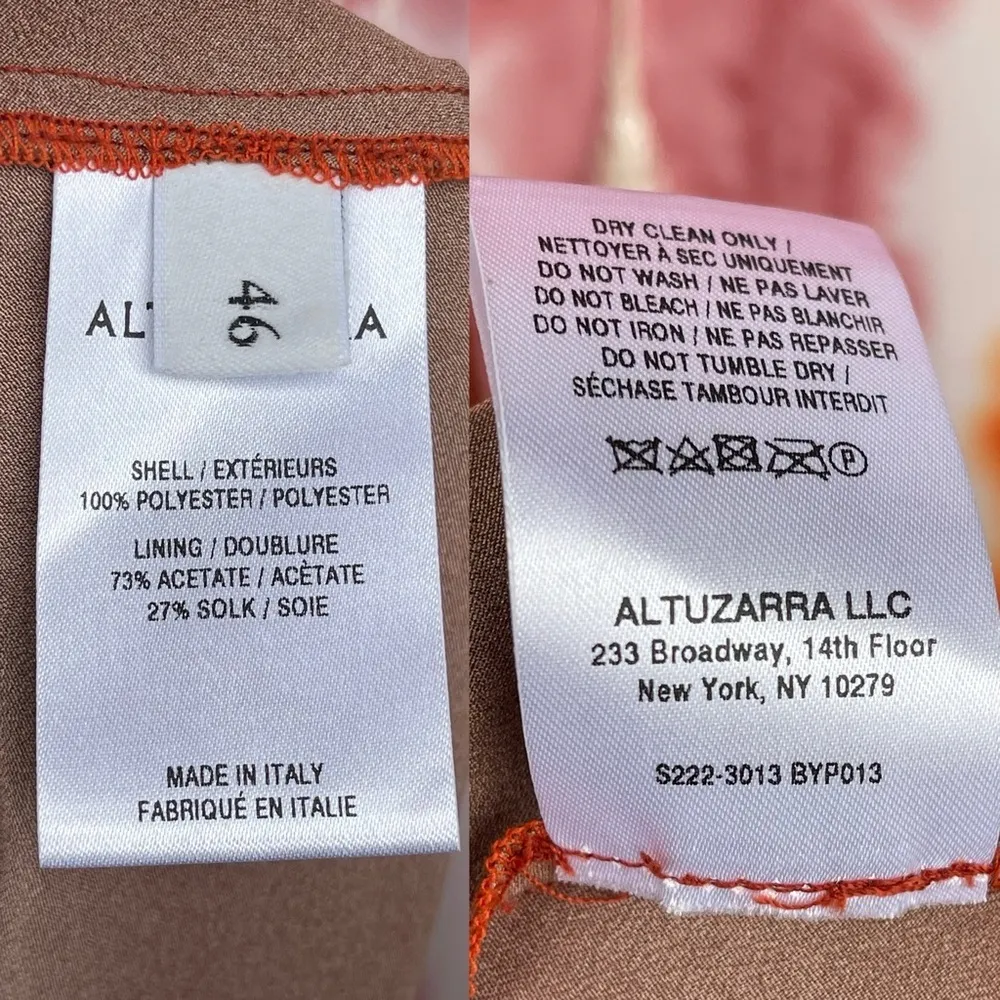 46
AL A
SHELL / EXTÉRIEURS
100% POLYESTER / POLYESTER
LINING / DOUBLURE
73% ACETATE / ACÈTATE
27% SOLK / SOIE
MADE IN ITALY
FABRIQUÉ EN ITALIE
DRY CLEAN ONLY /
NETTOYER À SEC UNIQUEMENT
DO NOT WASH / NE PAS LAVER
DO NOT BLEACH / NE PAS BLANCHIR
DO NOT IRON / NE PAS REPASSER
DO NOT TUMBLE DRY /
SÉCHASE TAMBOUR INTERDIT
P
ALTUZARRA LLC
233 Broadway, 14th Floor
New York, NY 10279
S222-3013 BYP013